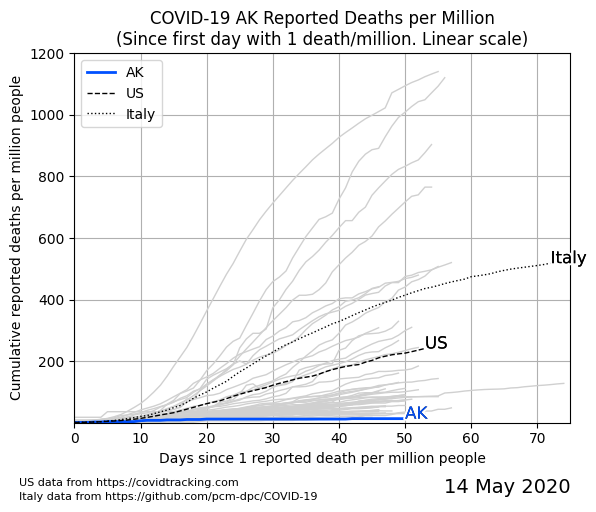 COVID-19 AK Reported Deaths per Million
(Since first day with 1 death/million. Linear scale)
Cumulative reported deaths per million people
1200
1000
800
600
400
200
AK
US
Italy
Italy
US
AK
0 10 20 30 40 50 60 70
Days since 1 reported death per million people
US data from https://covidtracking.com
Italy data from https://github.com/pcm-dpc/COVID-19
14 May 2020